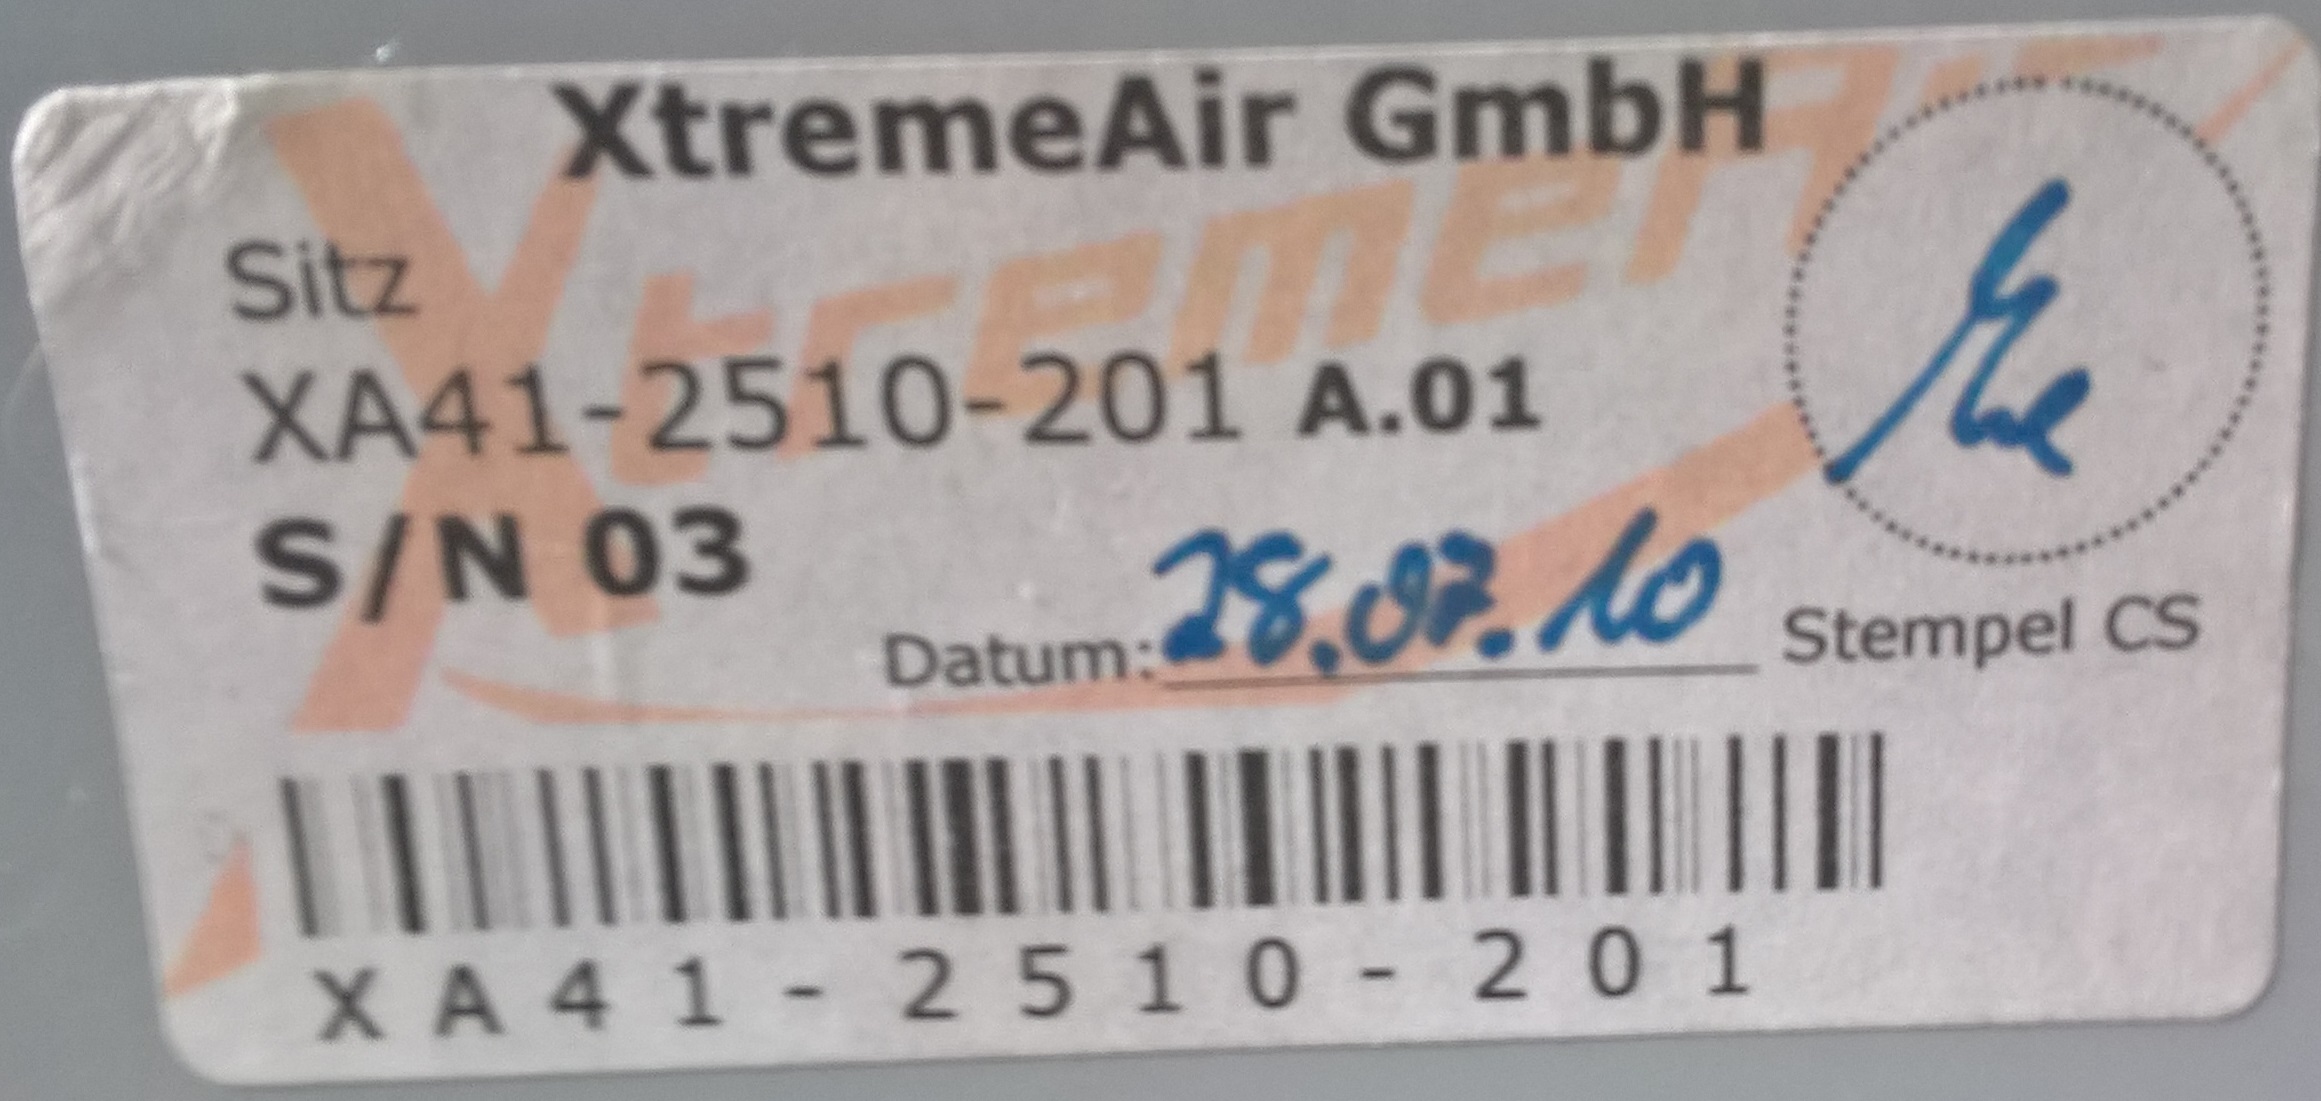 XtremeAir GmbH
Sitz
XA41-2510-201 A.01
S/N 03
Datum: 28.07.10 Stempel CS
XA41-2510-201